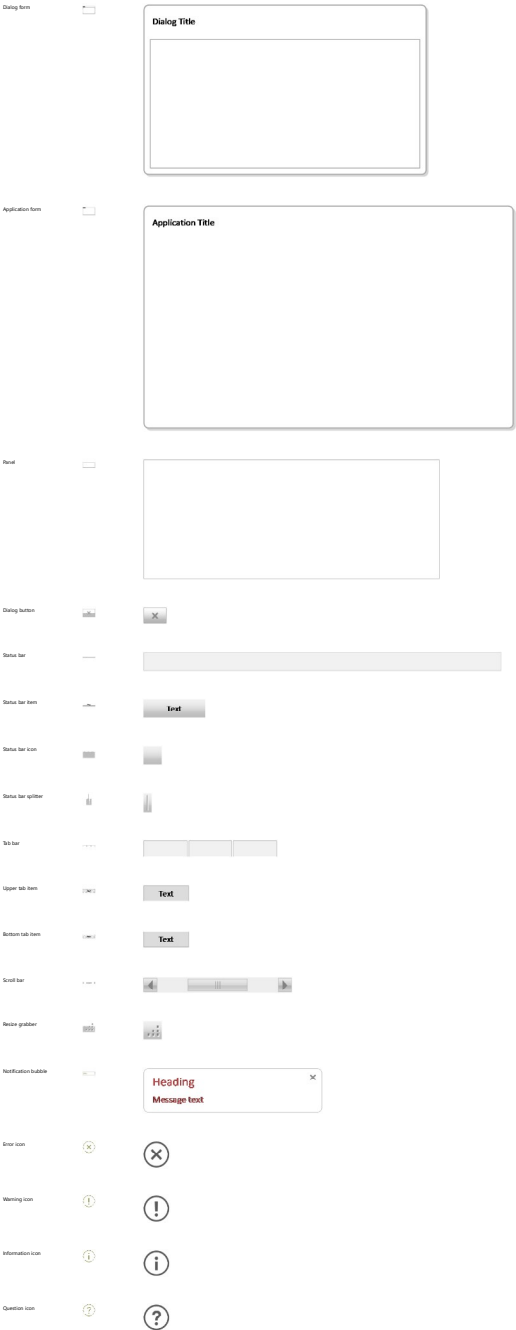 Dialog form
Dialog Title
Application form
Application Title
Panel
Dialog button
Status bar
Status bar item
Text
Status bar icon
Status bar splitter
Tab bar
Upper tab item
Text
Bottom tab item
Text
Scroll bar
Resize grabber
Notification bubble
Heading
Message text
Error icon
Warning icon
!
Information icon
i
Question icon
?